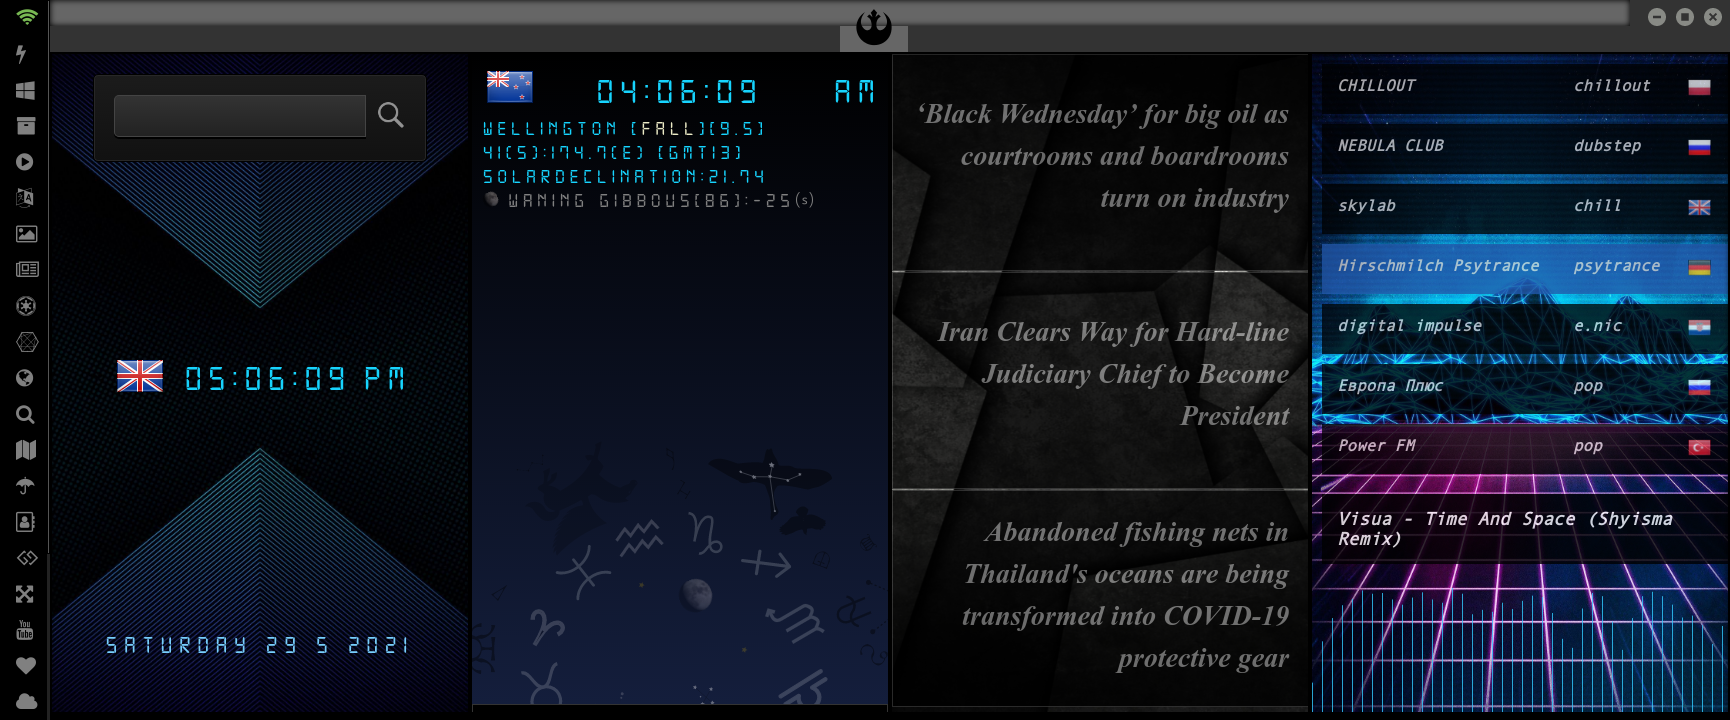 05:06:09 PM
SATURDAY 29 5 2021
04:06:09 AM
WELLINGTON [FALL][9.5]
41(S):174.7(E) [GMT13]
SOLARDECLINATION:21.74
WANING GIBBOUS[86]:-25(s)
‘Black Wednesday’ for big oil as
courtrooms and boardrooms
turn on industry
Iran Clears Way for Hard-line
Judiciary Chief to Become
President
Abandoned fishing nets in
Thailand's oceans are being
transformed into COVID-19
protective gear
CHILLOUT chillout
NEBULA CLUB dubstep
skylab chill
Hirschmilch Psytrance psytrance
digital impulse e.nic
Европа Плюс pop
Power FM pop
Visua - Time And Space (Shyisma
Remix)
You
Tube